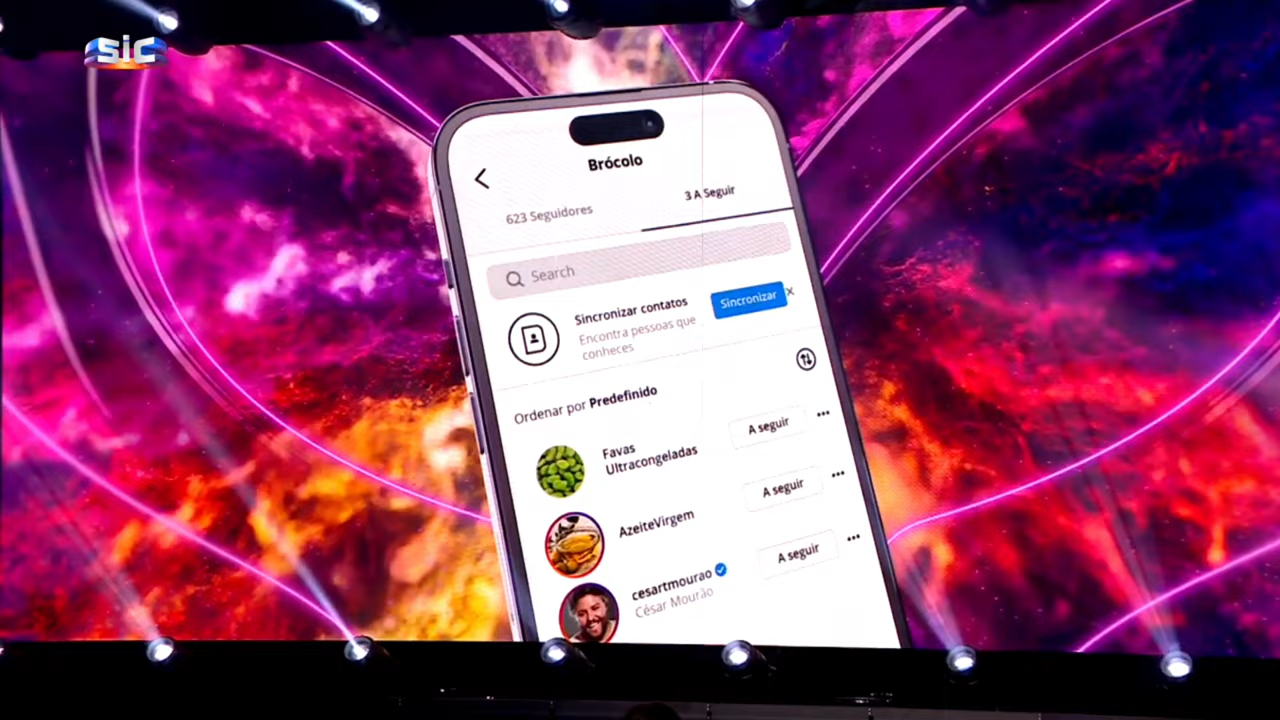 SIC
Brócolo
623 Seguidores
3 A Seguir
Search
Sincronizar contatos
Encontra pessoas que
conheces
Sincronizar
Ordenar por Predefinido
Favas
Ultracongeladas
A seguir
AzeiteVirgem
A seguir
cesartmourao
César Mourão
A seguir